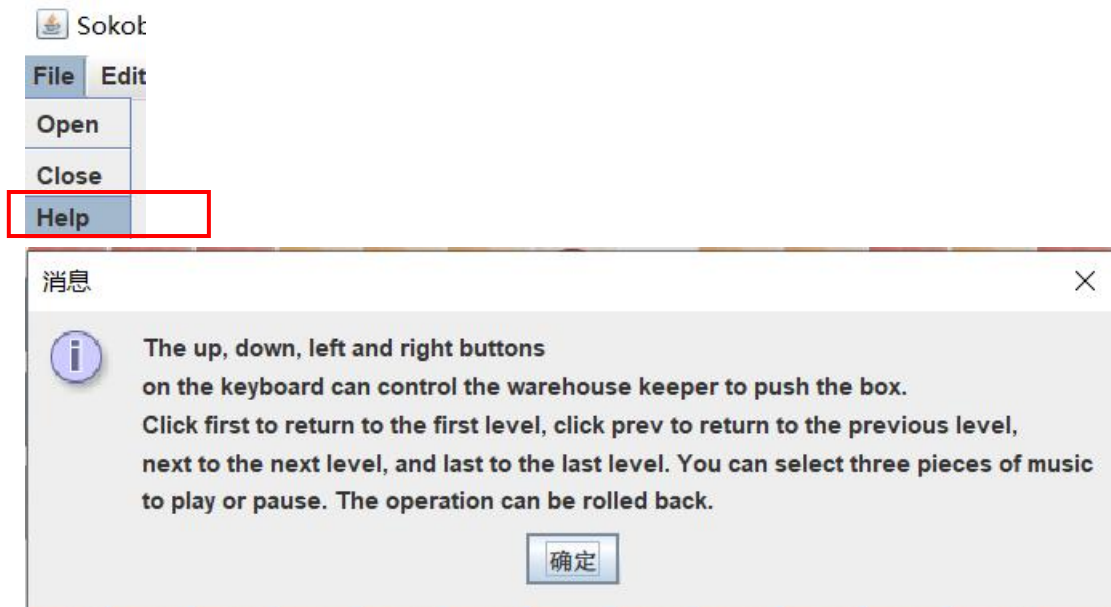 Sokob
File Edit
Open
Close
Help
消息
The up, down, left and right buttons
on the keyboard can control the warehouse keeper to push the box.
Click first to return to the first level, click prev to return to the previous level,
next to the next level, and last to the last level. You can select three pieces of music
to play or pause. The operation can be rolled back.
确定